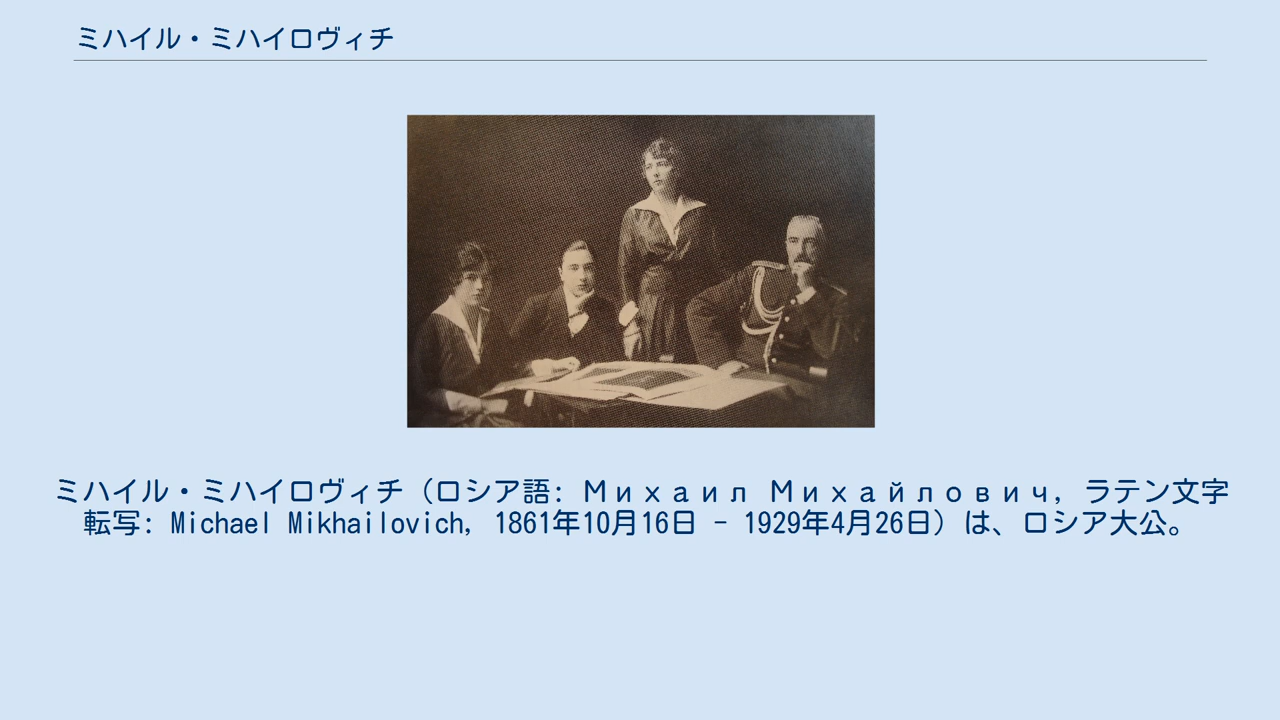 ミハイル・ミハイロヴィチ
ミハイル・ミハイロヴィチ（ロシア語: Михаил Михайлович, ラテン文字
転写: Michael Mikhailovich, 1861年10月16日 - 1929年4月26日）は、ロシア大公。